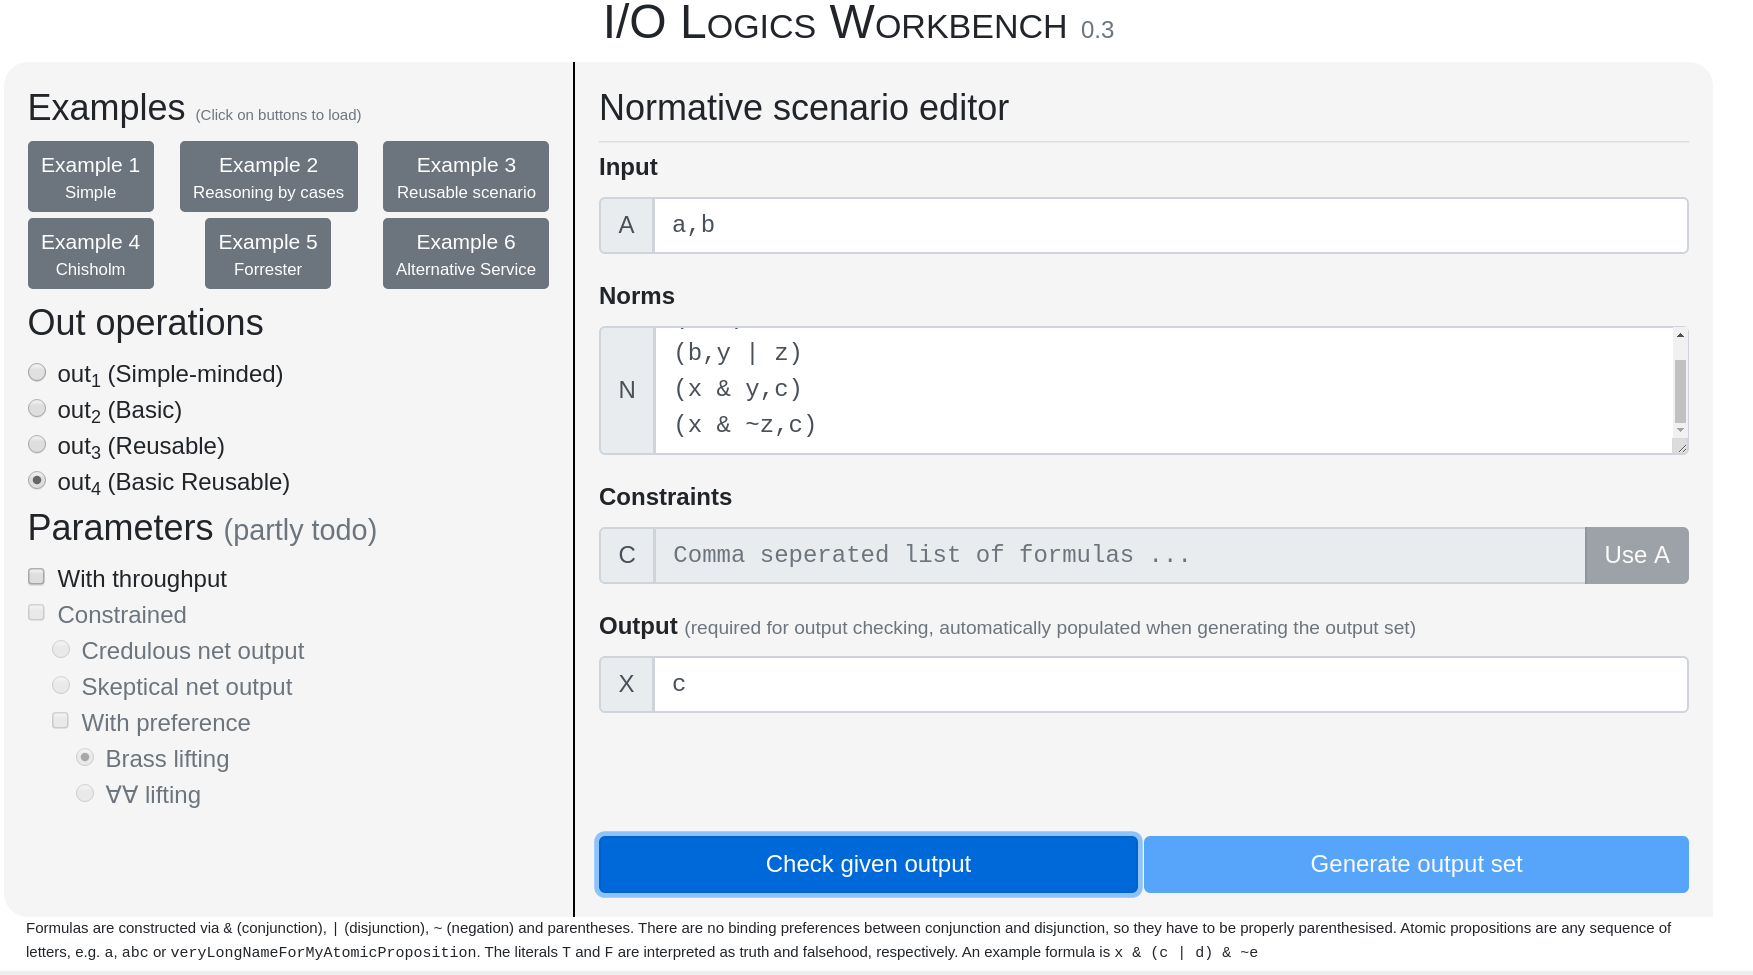 I/O Logics Workbench 0.3
Examples (Click on buttons to load)
Example 1
Simple
Example 2
Reasoning by cases
Example 3
Reusable scenario
Example 4
Chisholm
Example 5
Forrester
Example 6
Alternative Service
Out operations
out1 (Simple-minded)
out2 (Basic)
out3 (Reusable)
out4 (Basic Reusable)
Parameters (partly todo)
With throughput
Constrained
Credulous net output
Skeptical net output
With preference
Brass lifting
∀∀ lifting
Normative scenario editor
Input
A a,b
Norms
N
(b,y | z)
(x & y,c)
(x & ~z,c)
Constraints
C Comma seperated list of formulas ... Use A
Output (required for output checking, automatically populated when generating the output set)
X c
Check given output
Generate output set
Formulas are constructed via & (conjunction), | (disjunction), ~ (negation) and parentheses. There are no binding preferences between conjunction and disjunction, so they have to be properly parenthesised. Atomic propositions are any sequence of
letters, e.g. a, abc or veryLongNameForMyAtomicProposition. The literals T and F are interpreted as truth and falsehood, respectively. An example formula is x & (c | d) & ~e